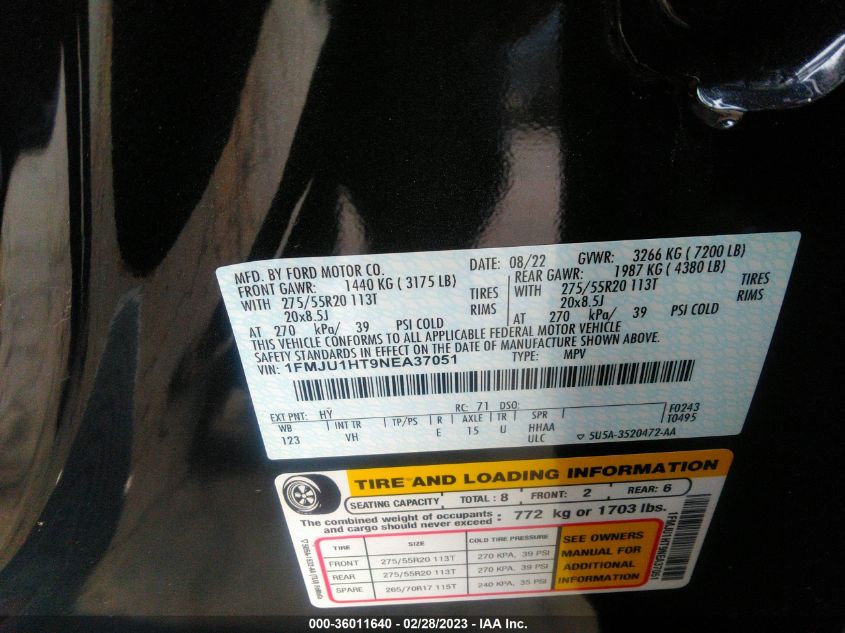 MFD. BY FORD MOTOR CO.
DATE: 08/22 GVWR: 3266 KG ( 7200 LB)
FRONT GAWR: 1440 KG ( 3175 LB)
REAR GAWR: 1987 KG ( 4380 LB)
WITH 275/55R20 113T TIRES
WITH 275/55R20 113T TIRES
20x8.5J RIMS
20x8.5J RIMS
AT 270 kPa/ 39 PSI COLD
AT 270 kPa/ 39 PSI COLD
THIS VEHICLE CONFORMS TO ALL APPLICABLE FEDERAL MOTOR VEHICLE
SAFETY STANDARDS IN EFFECT ON THE DATE OF MANUFACTURE SHOWN ABOVE.
VIN: 1FMJU1HT9NEA37051 TYPE: MPV
EXT PNT: HY RC: 71 DSO: F0243
WB INT TR TP/PS R AXLE TR SPR T0495
123 VH E 15 U HHAA
ULC 5U5A-3520472-AA
TIRE AND LOADING INFORMATION
SEATING CAPACITY TOTAL : 8 FRONT: 2 REAR: 6
The combined weight of occupants
and cargo should never exceed : 772 kg or 1703 lbs.
TIRE SIZE COLD TIRE PRESSURE
FRONT 275/55R20 113T 270 KPA, 39 PSI
REAR 275/55R20 113T 270 KPA, 39 PSI
SPARE 265/70R17 115T 240 KPA, 35 PSI
SEE OWNERS
MANUAL FOR
ADDITIONAL
INFORMATION
1FMJU1HT9NEA37051
000-36011640 - 02/28/2023 - IAA Inc.